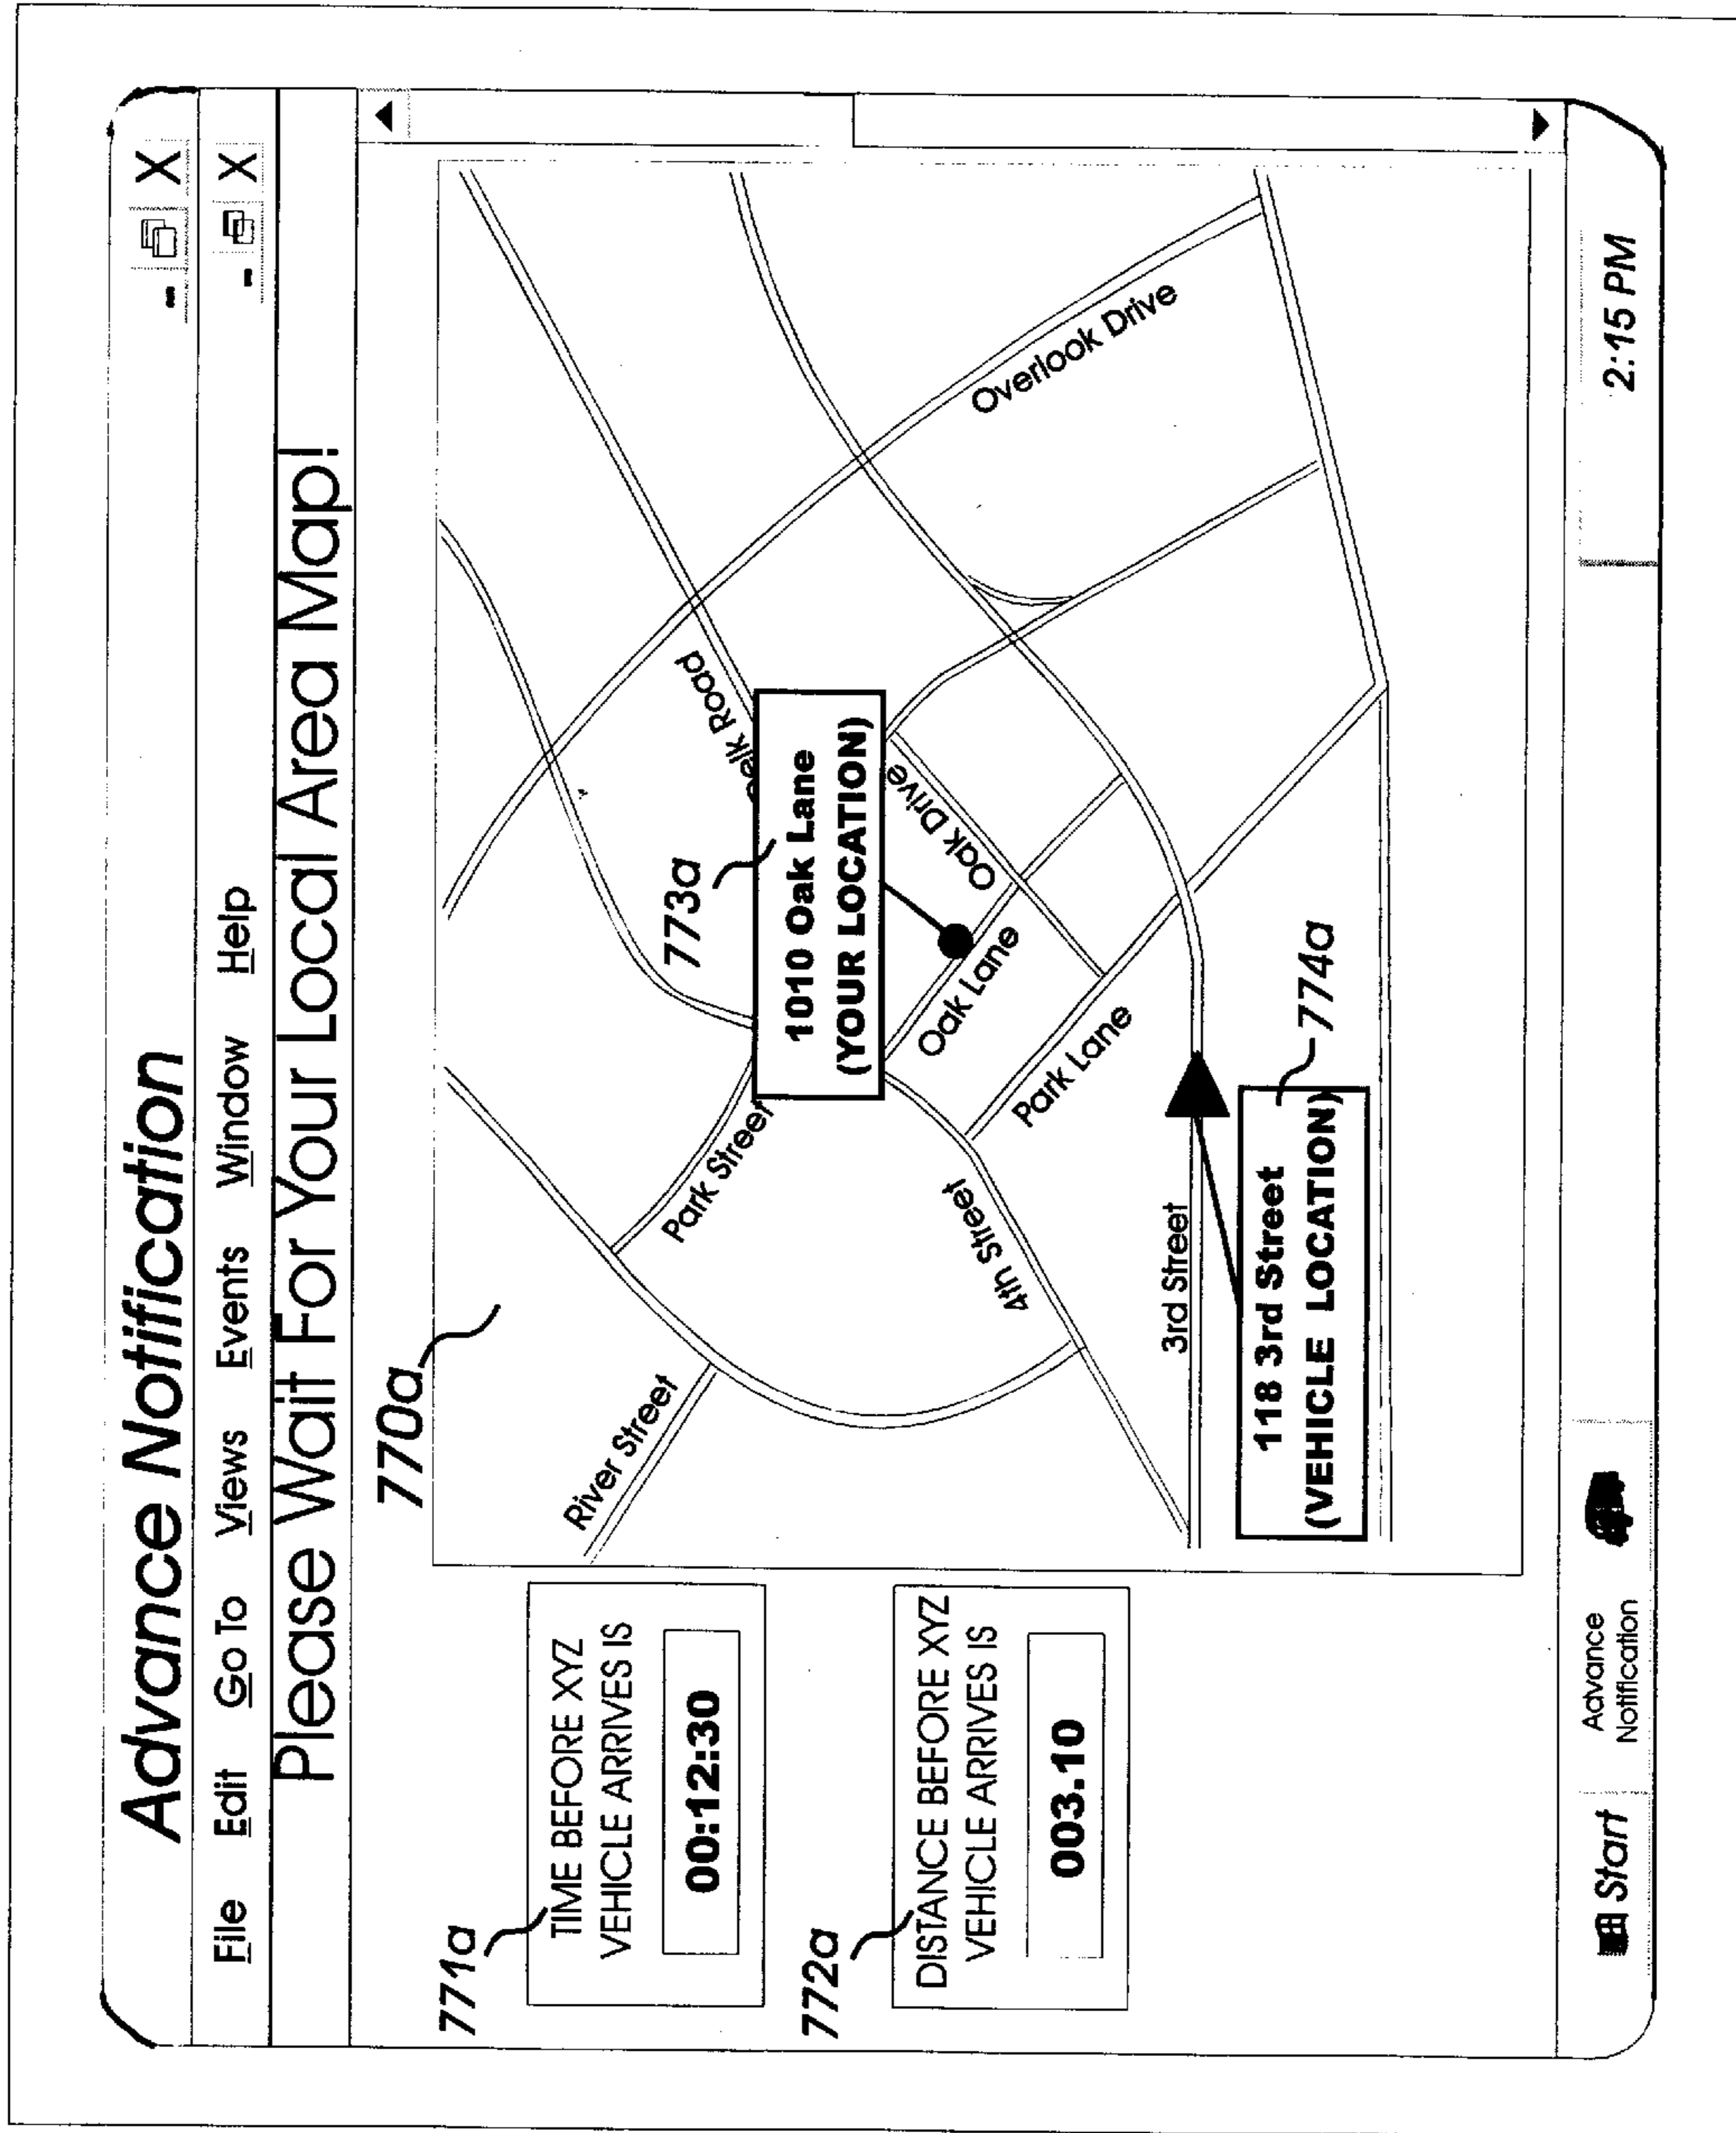 Advance Notification
- X
File Edit Go To Views Events Window Help
- X
Please Wait For Your Local Area Map!
770a
771a
TIME BEFORE XYZ
VEHICLE ARRIVES IS
00:12:30
772a
DISTANCE BEFORE XYZ
VEHICLE ARRIVES IS
003.10
River Street
Park Street
773a
Road
1010 Oak Lane
(YOUR LOCATION)
Oak Drive
Oak Lane
Park Lane
4th Street
Overlook Drive
3rd Street
118 3rd Street
(VEHICLE LOCATION)
774a
Start
Advance
Notification
2:15 PM